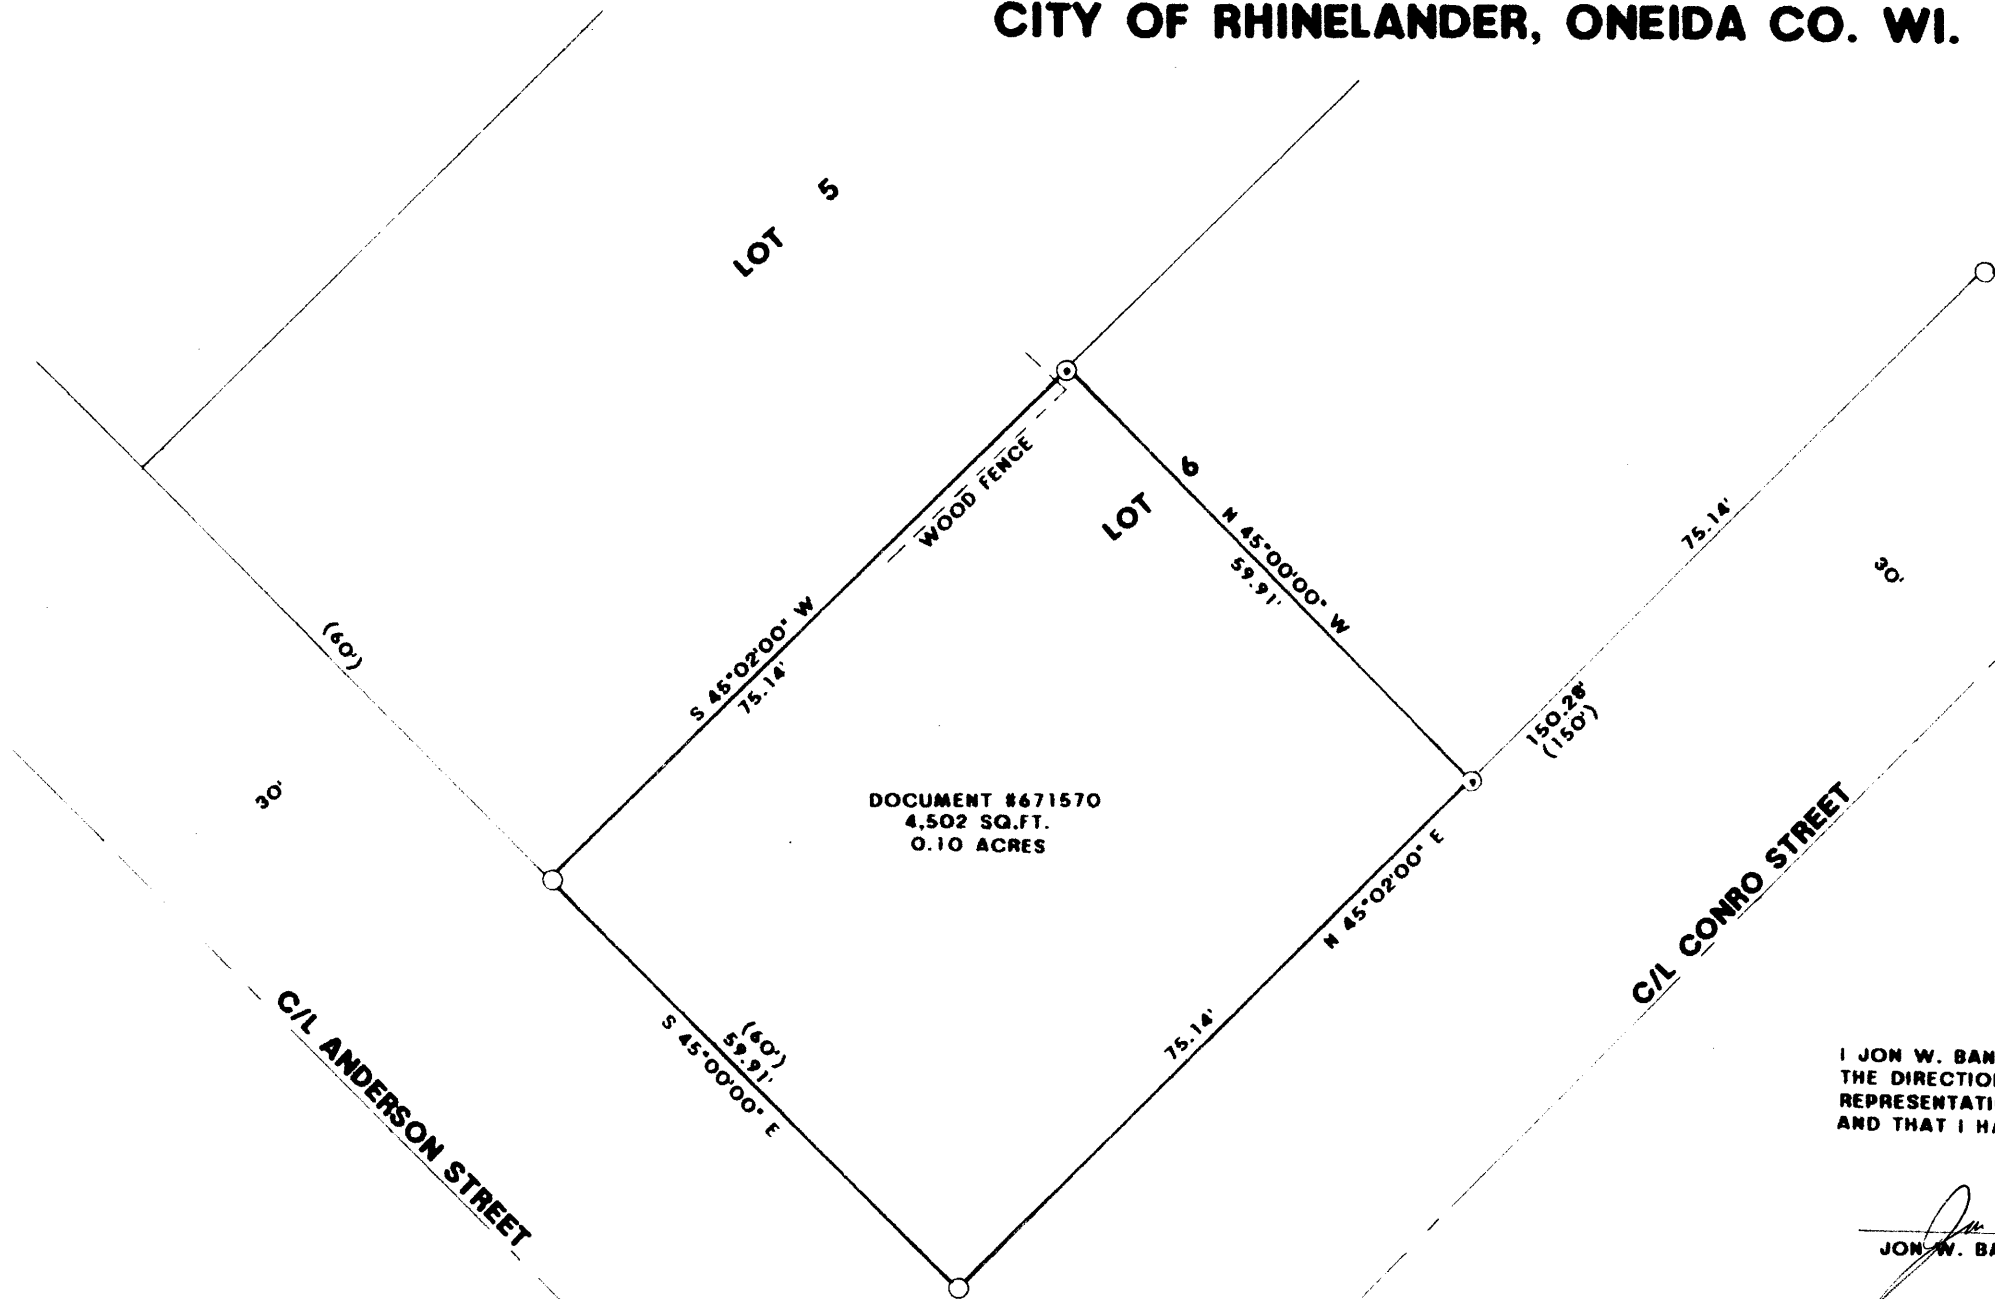 CITY OF RHINELANDER, ONEIDA CO. WI.
LOT 5
LOT 6
WOOD FENCE
N 45°00'00" W
59.91'
75.14'
30'
(60')
S 45°02'00" W
75.14'
150.28'
(150')
30'
DOCUMENT #671570
4,502 SQ.FT.
0.10 ACRES
N 45°02'00" E
75.14'
C/L CONRO STREET
(60')
59.91'
S 45°00'00" E
C/L ANDERSON STREET
I JON W. BAN
THE DIRECTIO
REPRESENTATI
AND THAT I HA
JON W. BA